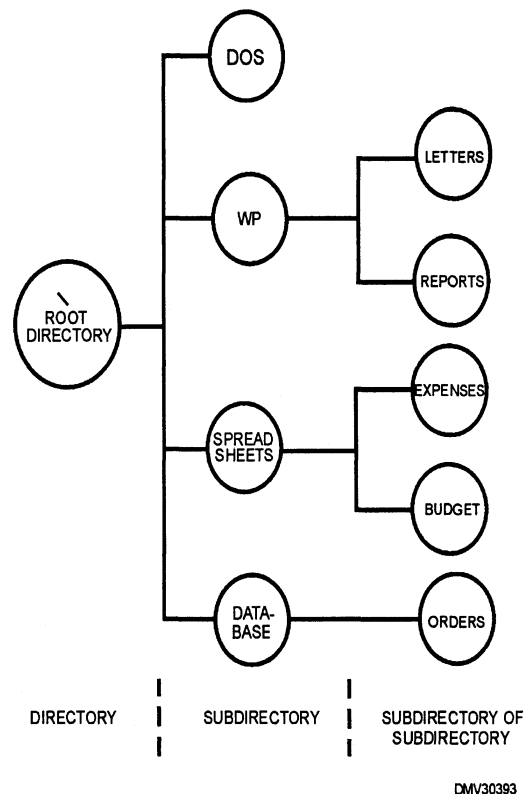 DOS
LETTERS
WP
REPORTS
\
ROOT
DIRECTORY
EXPENSES
SPREAD
SHEETS
BUDGET
DATA-
BASE
ORDERS
DIRECTORY
SUBDIRECTORY
SUBDIRECTORY OF
SUBDIRECTORY
DMV30393